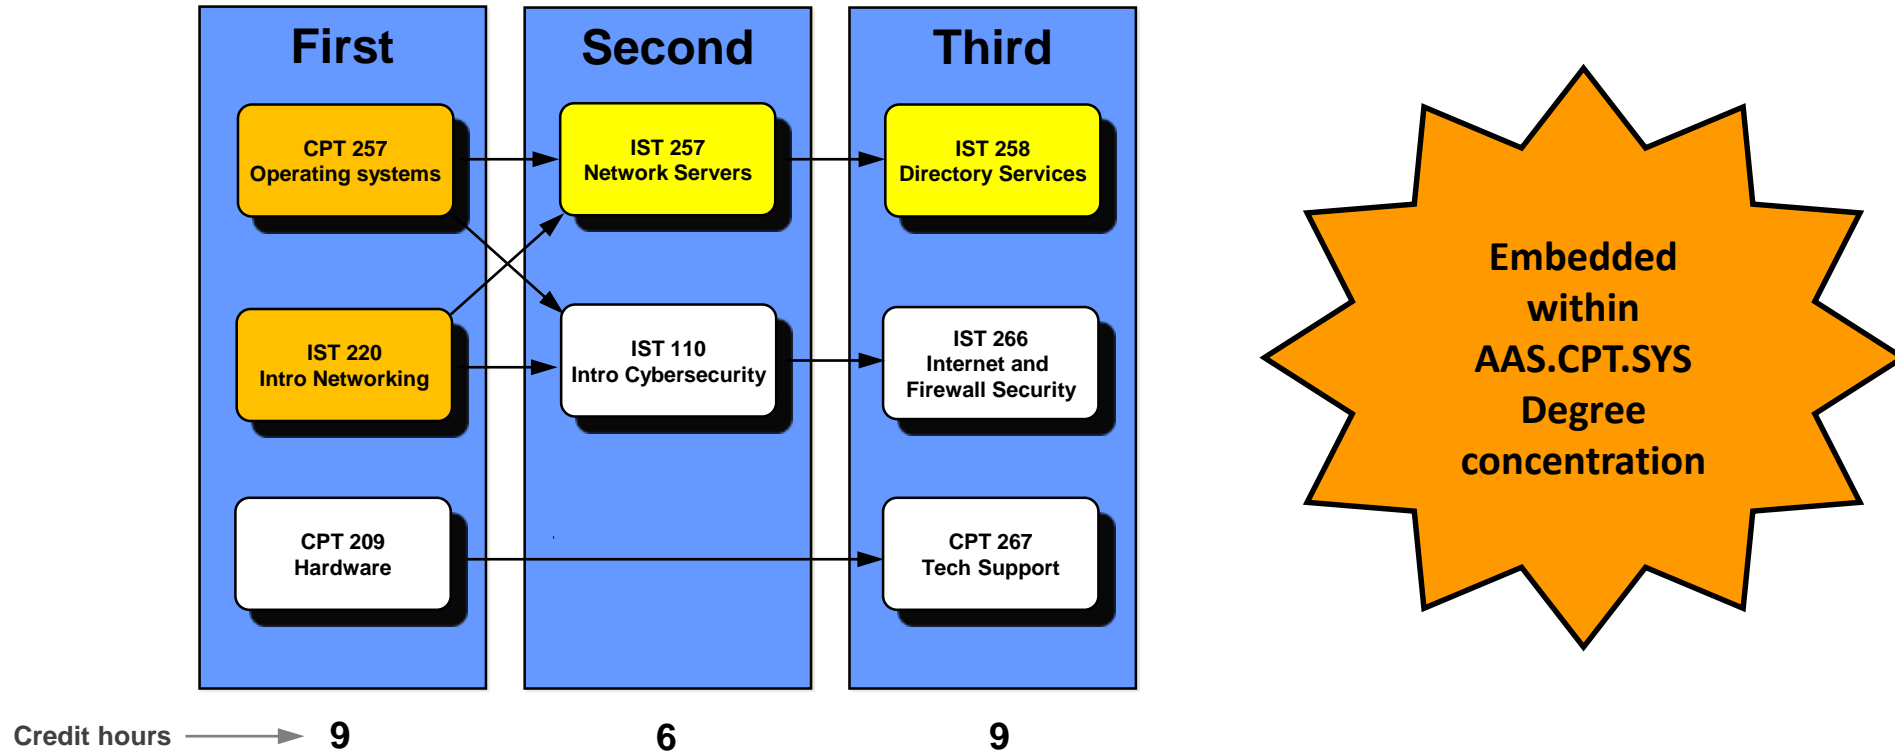 First
Second
Third
CPT 257
Operating systems
IST 257
Network Servers
IST 258
Directory Services
IST 220
Intro Networking
IST 110
Intro Cybersecurity
IST 266
Internet and
Firewall Security
CPT 209
Hardware
CPT 267
Tech Support
Credit hours
9
6
9
Embedded
within
AAS.CPT.SYS
Degree
concentration